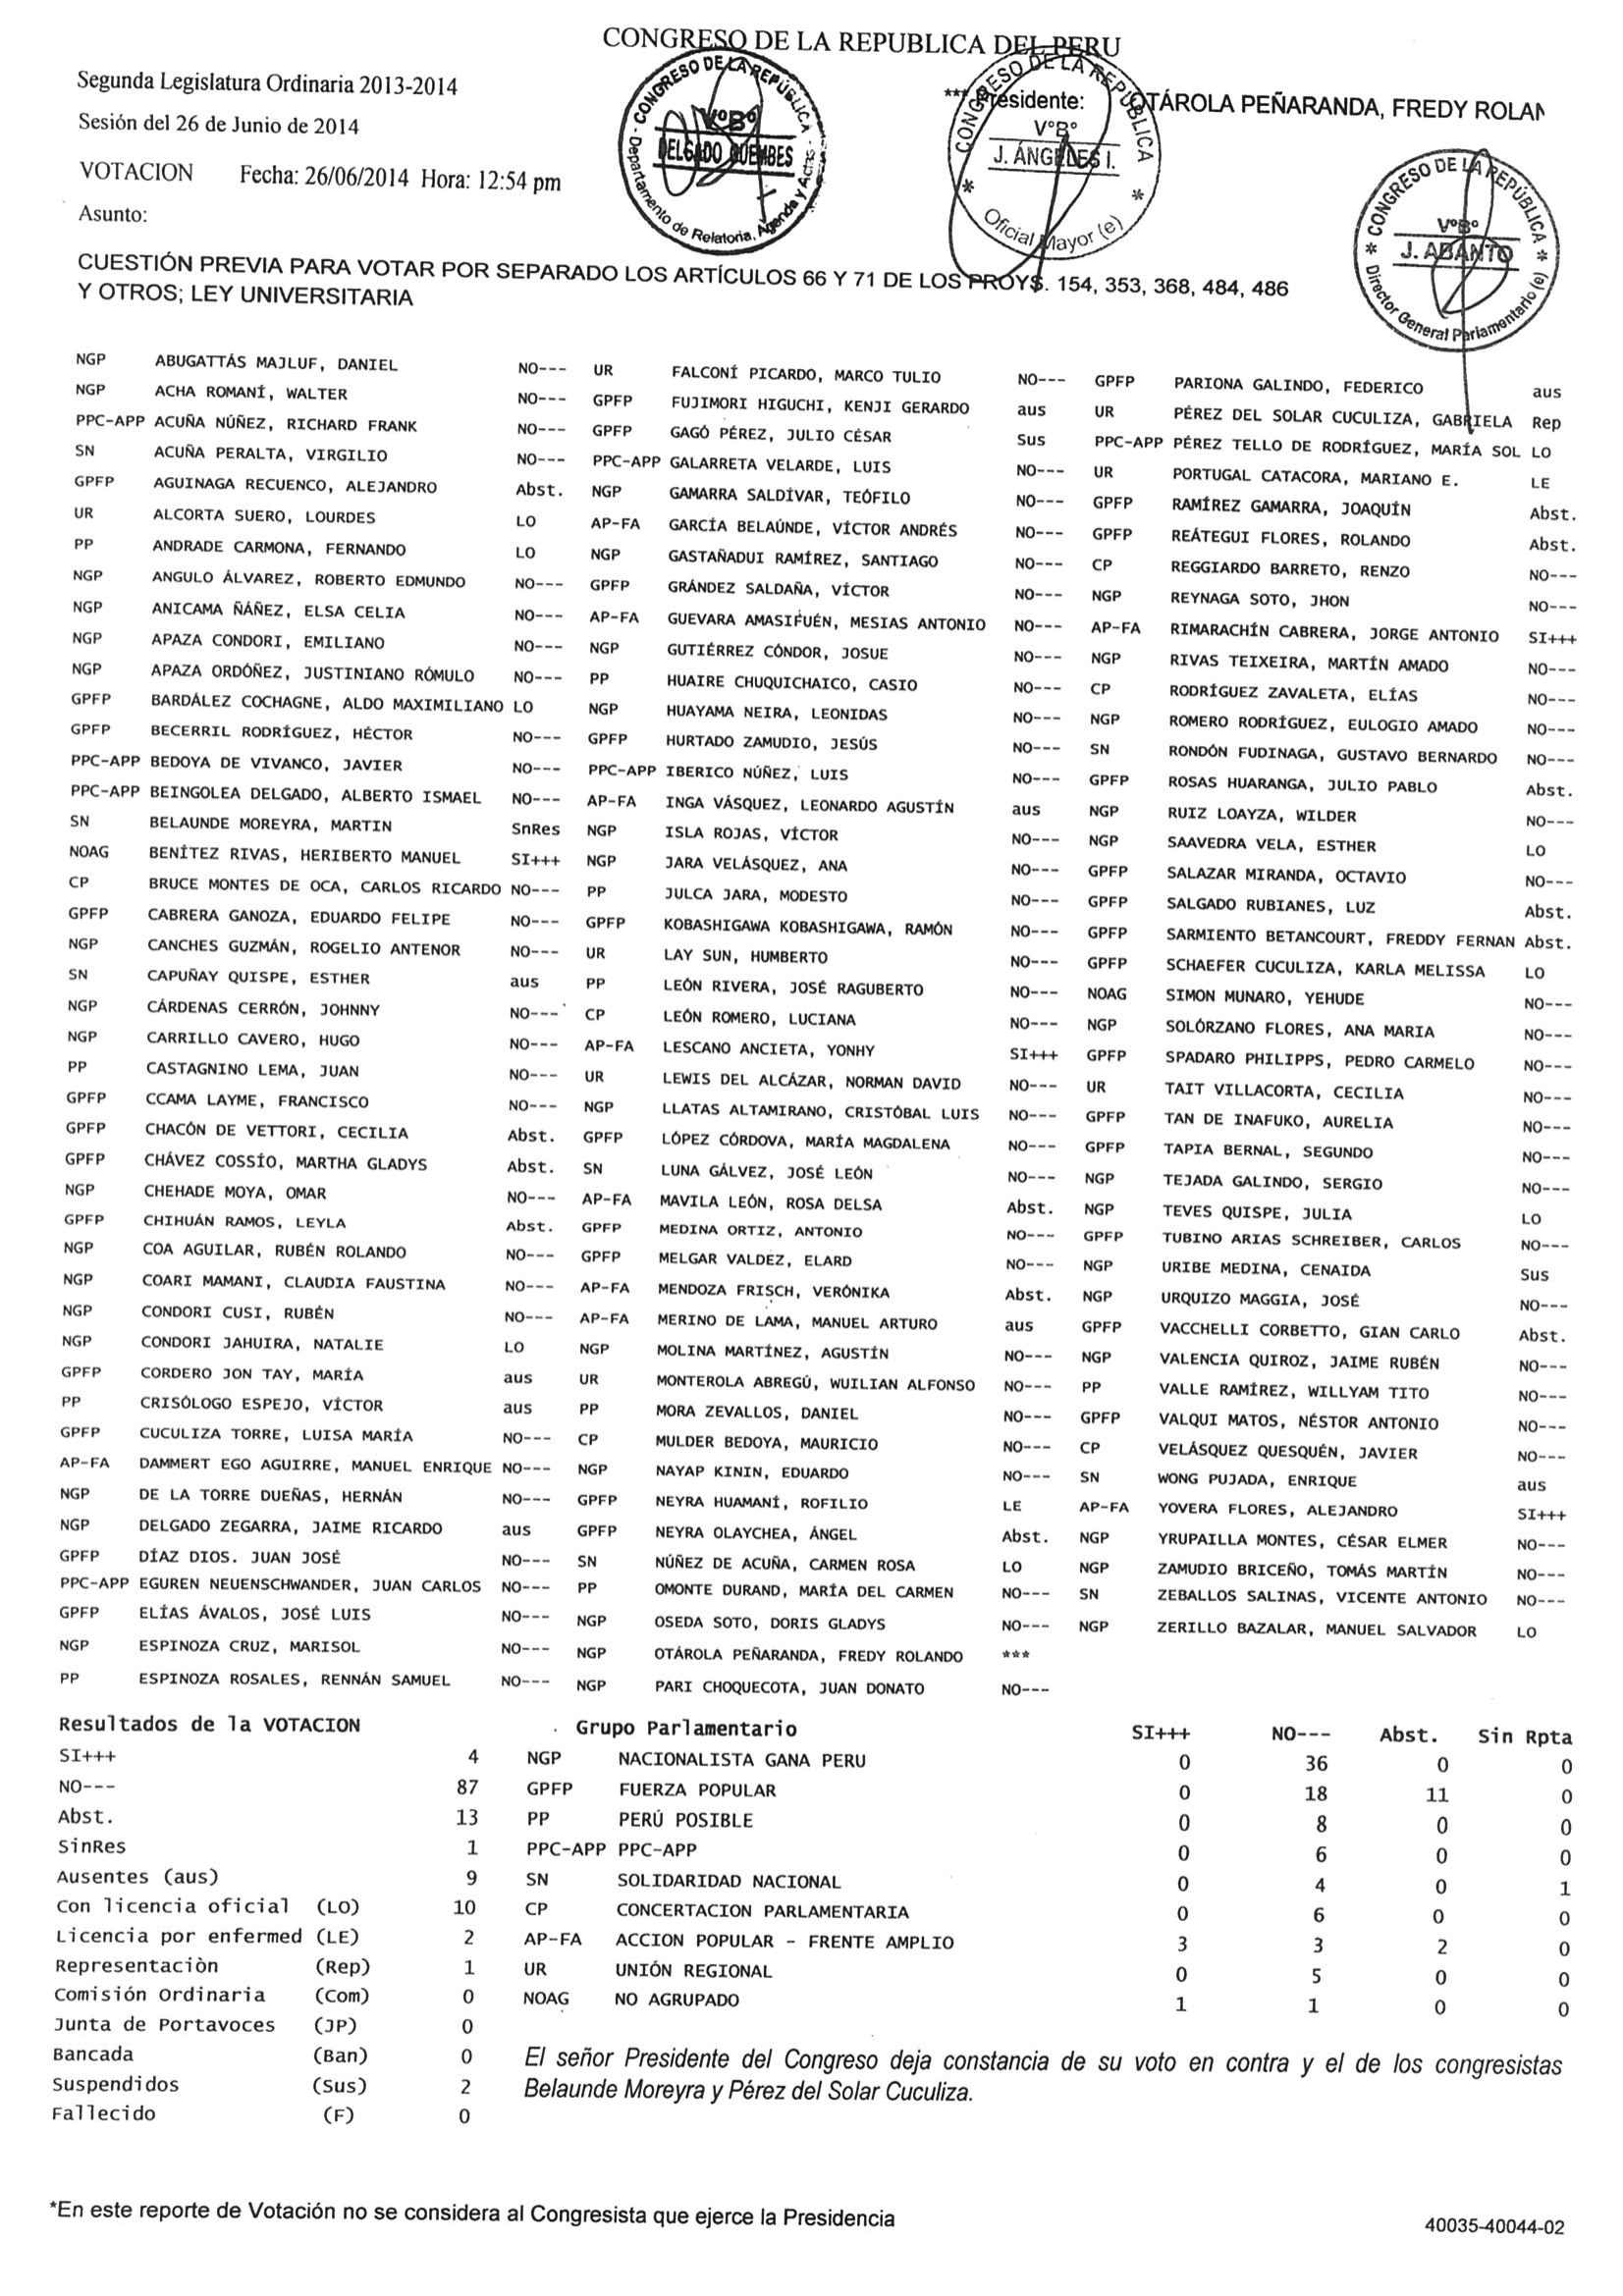 CONGRESO DE LA REPUBLICA DEL PERU
Segunda Legislatura Ordinaria 2013-2014
*** Presidente: OTÁROLA PEÑARANDA, FREDY ROLAN
Sesión del 26 de Junio de 2014
VOTACION Fecha: 26/06/2014 Hora: 12:54 pm
Asunto:
CONGRESO DE LA REPÚBLICA
VºBº
DELGADO GUEMBES
Departamento de Relatoria, Agenda y Actas
CONGRESO DE LA REPÚBLICA
VºBº
J. ÁNGELES I.
Oficial Mayor (e)
CONGRESO DE LA REPÚBLICA
VºBº
J. ABANTO
Director General Parlamentario (e)
CUESTIÓN PREVIA PARA VOTAR POR SEPARADO LOS ARTÍCULOS 66 Y 71 DE LOS PROYS. 154, 353, 368, 484, 486
Y OTROS; LEY UNIVERSITARIA
NGP ABUGATTÁS MAJLUF, DANIEL NO--- UR FALCONÍ PICARDO, MARCO TULIO NO--- GPFP PARIONA GALINDO, FEDERICO aus
NGP ACHA ROMANÍ, WALTER NO--- GPFP FUJIMORI HIGUCHI, KENJI GERARDO aus UR PÉREZ DEL SOLAR CUCULIZA, GABRIELA Rep
PPC-APP ACUÑA NÚÑEZ, RICHARD FRANK NO--- GPFP GAGÓ PÉREZ, JULIO CÉSAR Sus PPC-APP PÉREZ TELLO DE RODRÍGUEZ, MARÍA SOL LO
SN ACUÑA PERALTA, VIRGILIO NO--- PPC-APP GALARRETA VELARDE, LUIS NO--- UR PORTUGAL CATACORA, MARIANO E. LE
GPFP AGUINAGA RECUENCO, ALEJANDRO Abst. NGP GAMARRA SALDÍVAR, TEÓFILO NO--- GPFP RAMÍREZ GAMARRA, JOAQUÍN Abst.
UR ALCORTA SUERO, LOURDES LO AP-FA GARCÍA BELAÚNDE, VÍCTOR ANDRÉS NO--- GPFP REÁTEGUI FLORES, ROLANDO Abst.
PP ANDRADE CARMONA, FERNANDO LO NGP GASTAÑADUI RAMÍREZ, SANTIAGO NO--- CP REGGIARDO BARRETO, RENZO NO---
NGP ANGULO ÁLVAREZ, ROBERTO EDMUNDO NO--- GPFP GRÁNDEZ SALDAÑA, VÍCTOR NO--- NGP REYNAGA SOTO, JHON NO---
NGP ANICAMA ÑÁÑEZ, ELSA CELIA NO--- AP-FA GUEVARA AMASIFUÉN, MESIAS ANTONIO NO--- AP-FA RIMARACHÍN CABRERA, JORGE ANTONIO SI+++
NGP APAZA CONDORI, EMILIANO NO--- NGP GUTIÉRREZ CÓNDOR, JOSUE NO--- NGP RIVAS TEIXEIRA, MARTÍN AMADO NO---
NGP APAZA ORDÓÑEZ, JUSTINIANO RÓMULO NO--- PP HUAIRE CHUQUICHAICO, CASIO NO--- CP RODRÍGUEZ ZAVALETA, ELÍAS NO---
GPFP BARDÁLEZ COCHAGNE, ALDO MAXIMILIANO LO NGP HUAYAMA NEIRA, LEONIDAS NO--- NGP ROMERO RODRÍGUEZ, EULOGIO AMADO NO---
GPFP BECERRIL RODRÍGUEZ, HÉCTOR NO--- GPFP HURTADO ZAMUDIO, JESÚS NO--- SN RONDÓN FUDINAGA, GUSTAVO BERNARDO NO---
PPC-APP BEDOYA DE VIVANCO, JAVIER NO--- PPC-APP IBERICO NÚÑEZ, LUIS NO--- GPFP ROSAS HUARANGA, JULIO PABLO Abst.
PPC-APP BEINGOLEA DELGADO, ALBERTO ISMAEL NO--- AP-FA INGA VÁSQUEZ, LEONARDO AGUSTÍN aus NGP RUIZ LOAYZA, WILDER NO---
SN BELAUNDE MOREYRA, MARTIN SnRes NGP ISLA ROJAS, VÍCTOR NO--- NGP SAAVEDRA VELA, ESTHER LO
NOAG BENÍTEZ RIVAS, HERIBERTO MANUEL SI+++ NGP JARA VELÁSQUEZ, ANA NO--- GPFP SALAZAR MIRANDA, OCTAVIO NO---
CP BRUCE MONTES DE OCA, CARLOS RICARDO NO--- PP JULCA JARA, MODESTO NO--- GPFP SALGADO RUBIANES, LUZ Abst.
GPFP CABRERA GANOZA, EDUARDO FELIPE NO--- GPFP KOBASHIGAWA KOBASHIGAWA, RAMÓN NO--- GPFP SARMIENTO BETANCOURT, FREDDY FERNAN Abst.
NGP CANCHES GUZMÁN, ROGELIO ANTENOR NO--- UR LAY SUN, HUMBERTO NO--- GPFP SCHAEFER CUCULIZA, KARLA MELISSA LO
SN CAPUÑAY QUISPE, ESTHER aus PP LEÓN RIVERA, JOSÉ RAGUBERTO NO--- NOAG SIMON MUNARO, YEHUDE NO---
NGP CÁRDENAS CERRÓN, JOHNNY NO--- CP LEÓN ROMERO, LUCIANA NO--- NGP SOLÓRZANO FLORES, ANA MARIA NO---
NGP CARRILLO CAVERO, HUGO NO--- AP-FA LESCANO ANCIETA, YONHY SI+++ GPFP SPADARO PHILIPPS, PEDRO CARMELO NO---
PP CASTAGNINO LEMA, JUAN NO--- UR LEWIS DEL ALCÁZAR, NORMAN DAVID NO--- UR TAIT VILLACORTA, CECILIA NO---
GPFP CCAMA LAYME, FRANCISCO NO--- NGP LLATAS ALTAMIRANO, CRISTÓBAL LUIS NO--- GPFP TAN DE INAFUKO, AURELIA NO---
GPFP CHACÓN DE VETTORI, CECILIA Abst. GPFP LÓPEZ CÓRDOVA, MARÍA MAGDALENA NO--- GPFP TAPIA BERNAL, SEGUNDO NO---
GPFP CHÁVEZ COSSÍO, MARTHA GLADYS Abst. SN LUNA GÁLVEZ, JOSÉ LEÓN NO--- NGP TEJADA GALINDO, SERGIO NO---
NGP CHEHADE MOYA, OMAR NO--- AP-FA MAVILA LEÓN, ROSA DELSA Abst. NGP TEVES QUISPE, JULIA LO
GPFP CHIHUÁN RAMOS, LEYLA Abst. GPFP MEDINA ORTIZ, ANTONIO NO--- GPFP TUBINO ARIAS SCHREIBER, CARLOS NO---
NGP COA AGUILAR, RUBÉN ROLANDO NO--- GPFP MELGAR VALDEZ, ELARD NO--- NGP URIBE MEDINA, CENAIDA Sus
NGP COARI MAMANI, CLAUDIA FAUSTINA NO--- AP-FA MENDOZA FRISCH, VERÓNIKA Abst. NGP URQUIZO MAGGIA, JOSÉ NO---
NGP CONDORI CUSI, RUBÉN NO--- AP-FA MERINO DE LAMA, MANUEL ARTURO aus GPFP VACCHELLI CORBETTO, GIAN CARLO Abst.
NGP CONDORI JAHUIRA, NATALIE LO NGP MOLINA MARTÍNEZ, AGUSTÍN NO--- NGP VALENCIA QUIROZ, JAIME RUBÉN NO---
GPFP CORDERO JON TAY, MARÍA aus UR MONTEROLA ABREGÚ, WUILIAN ALFONSO NO--- PP VALLE RAMÍREZ, WILLYAM TITO NO---
PP CRISÓLOGO ESPEJO, VÍCTOR aus PP MORA ZEVALLOS, DANIEL NO--- GPFP VALQUI MATOS, NÉSTOR ANTONIO NO---
GPFP CUCULIZA TORRE, LUISA MARÍA NO--- CP MULDER BEDOYA, MAURICIO NO--- CP VELÁSQUEZ QUESQUÉN, JAVIER NO---
AP-FA DAMMERT EGO AGUIRRE, MANUEL ENRIQUE NO--- NGP NAYAP KININ, EDUARDO NO--- SN WONG PUJADA, ENRIQUE aus
NGP DE LA TORRE DUEÑAS, HERNÁN NO--- GPFP NEYRA HUAMANÍ, ROFILIO LE AP-FA YOVERA FLORES, ALEJANDRO SI+++
NGP DELGADO ZEGARRA, JAIME RICARDO aus GPFP NEYRA OLAYCHEA, ÁNGEL Abst. NGP YRUPAILLA MONTES, CÉSAR ELMER NO---
GPFP DÍAZ DIOS. JUAN JOSÉ NO--- SN NÚÑEZ DE ACUÑA, CARMEN ROSA LO NGP ZAMUDIO BRICEÑO, TOMÁS MARTÍN NO---
PPC-APP EGUREN NEUENSCHWANDER, JUAN CARLOS NO--- PP OMONTE DURAND, MARÍA DEL CARMEN NO--- SN ZEBALLOS SALINAS, VICENTE ANTONIO NO---
GPFP ELÍAS ÁVALOS, JOSÉ LUIS NO--- NGP OSEDA SOTO, DORIS GLADYS NO--- NGP ZERILLO BAZALAR, MANUEL SALVADOR LO
NGP ESPINOZA CRUZ, MARISOL NO--- NGP OTÁROLA PEÑARANDA, FREDY ROLANDO ***
PP ESPINOZA ROSALES, RENNÁN SAMUEL NO--- NGP PARI CHOQUECOTA, JUAN DONATO NO---
Resultados de la VOTACION Grupo Parlamentario SI+++ NO--- Abst. Sin Rpta
SI+++ 4 NGP NACIONALISTA GANA PERU 0 36 0 0
NO--- 87 GPFP FUERZA POPULAR 0 18 11 0
Abst. 13 PP PERÚ POSIBLE 0 8 0 0
SinRes 1 PPC-APP PPC-APP 0 6 0 0
Ausentes (aus) 9 SN SOLIDARIDAD NACIONAL 0 4 0 1
Con licencia oficial (LO) 10 CP CONCERTACION PARLAMENTARIA 0 6 0 0
Licencia por enfermed (LE) 2 AP-FA ACCION POPULAR - FRENTE AMPLIO 3 3 2 0
Representaciòn (Rep) 1 UR UNIÓN REGIONAL 0 5 0 0
Comisión Ordinaria (Com) 0 NOAG NO AGRUPADO 1 1 0 0
Junta de Portavoces (JP) 0
Bancada (Ban) 0
Suspendidos (Sus) 2
Fallecido (F) 0
El señor Presidente del Congreso deja constancia de su voto en contra y el de los congresistas
Belaunde Moreyra y Pérez del Solar Cuculiza.
*En este reporte de Votación no se considera al Congresista que ejerce la Presidencia
40035-40044-02